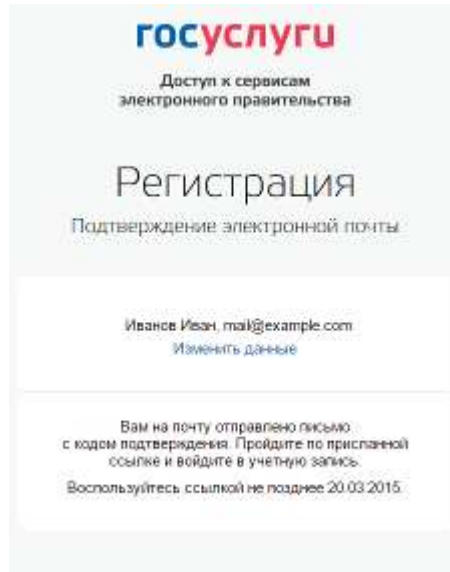 госуслуги
Доступ к сервисам
электронного правительства
Регистрация
Подтверждение электронной почты
Иванов Иван, mail@example.com
Изменить данные
Вам на почту отправлено письмо
с кодом подтверждения. Пройдите по присланной
ссылке и войдите в учетную запись.
Воспользуйтесь ссылкой не позднее 20.03.2015.